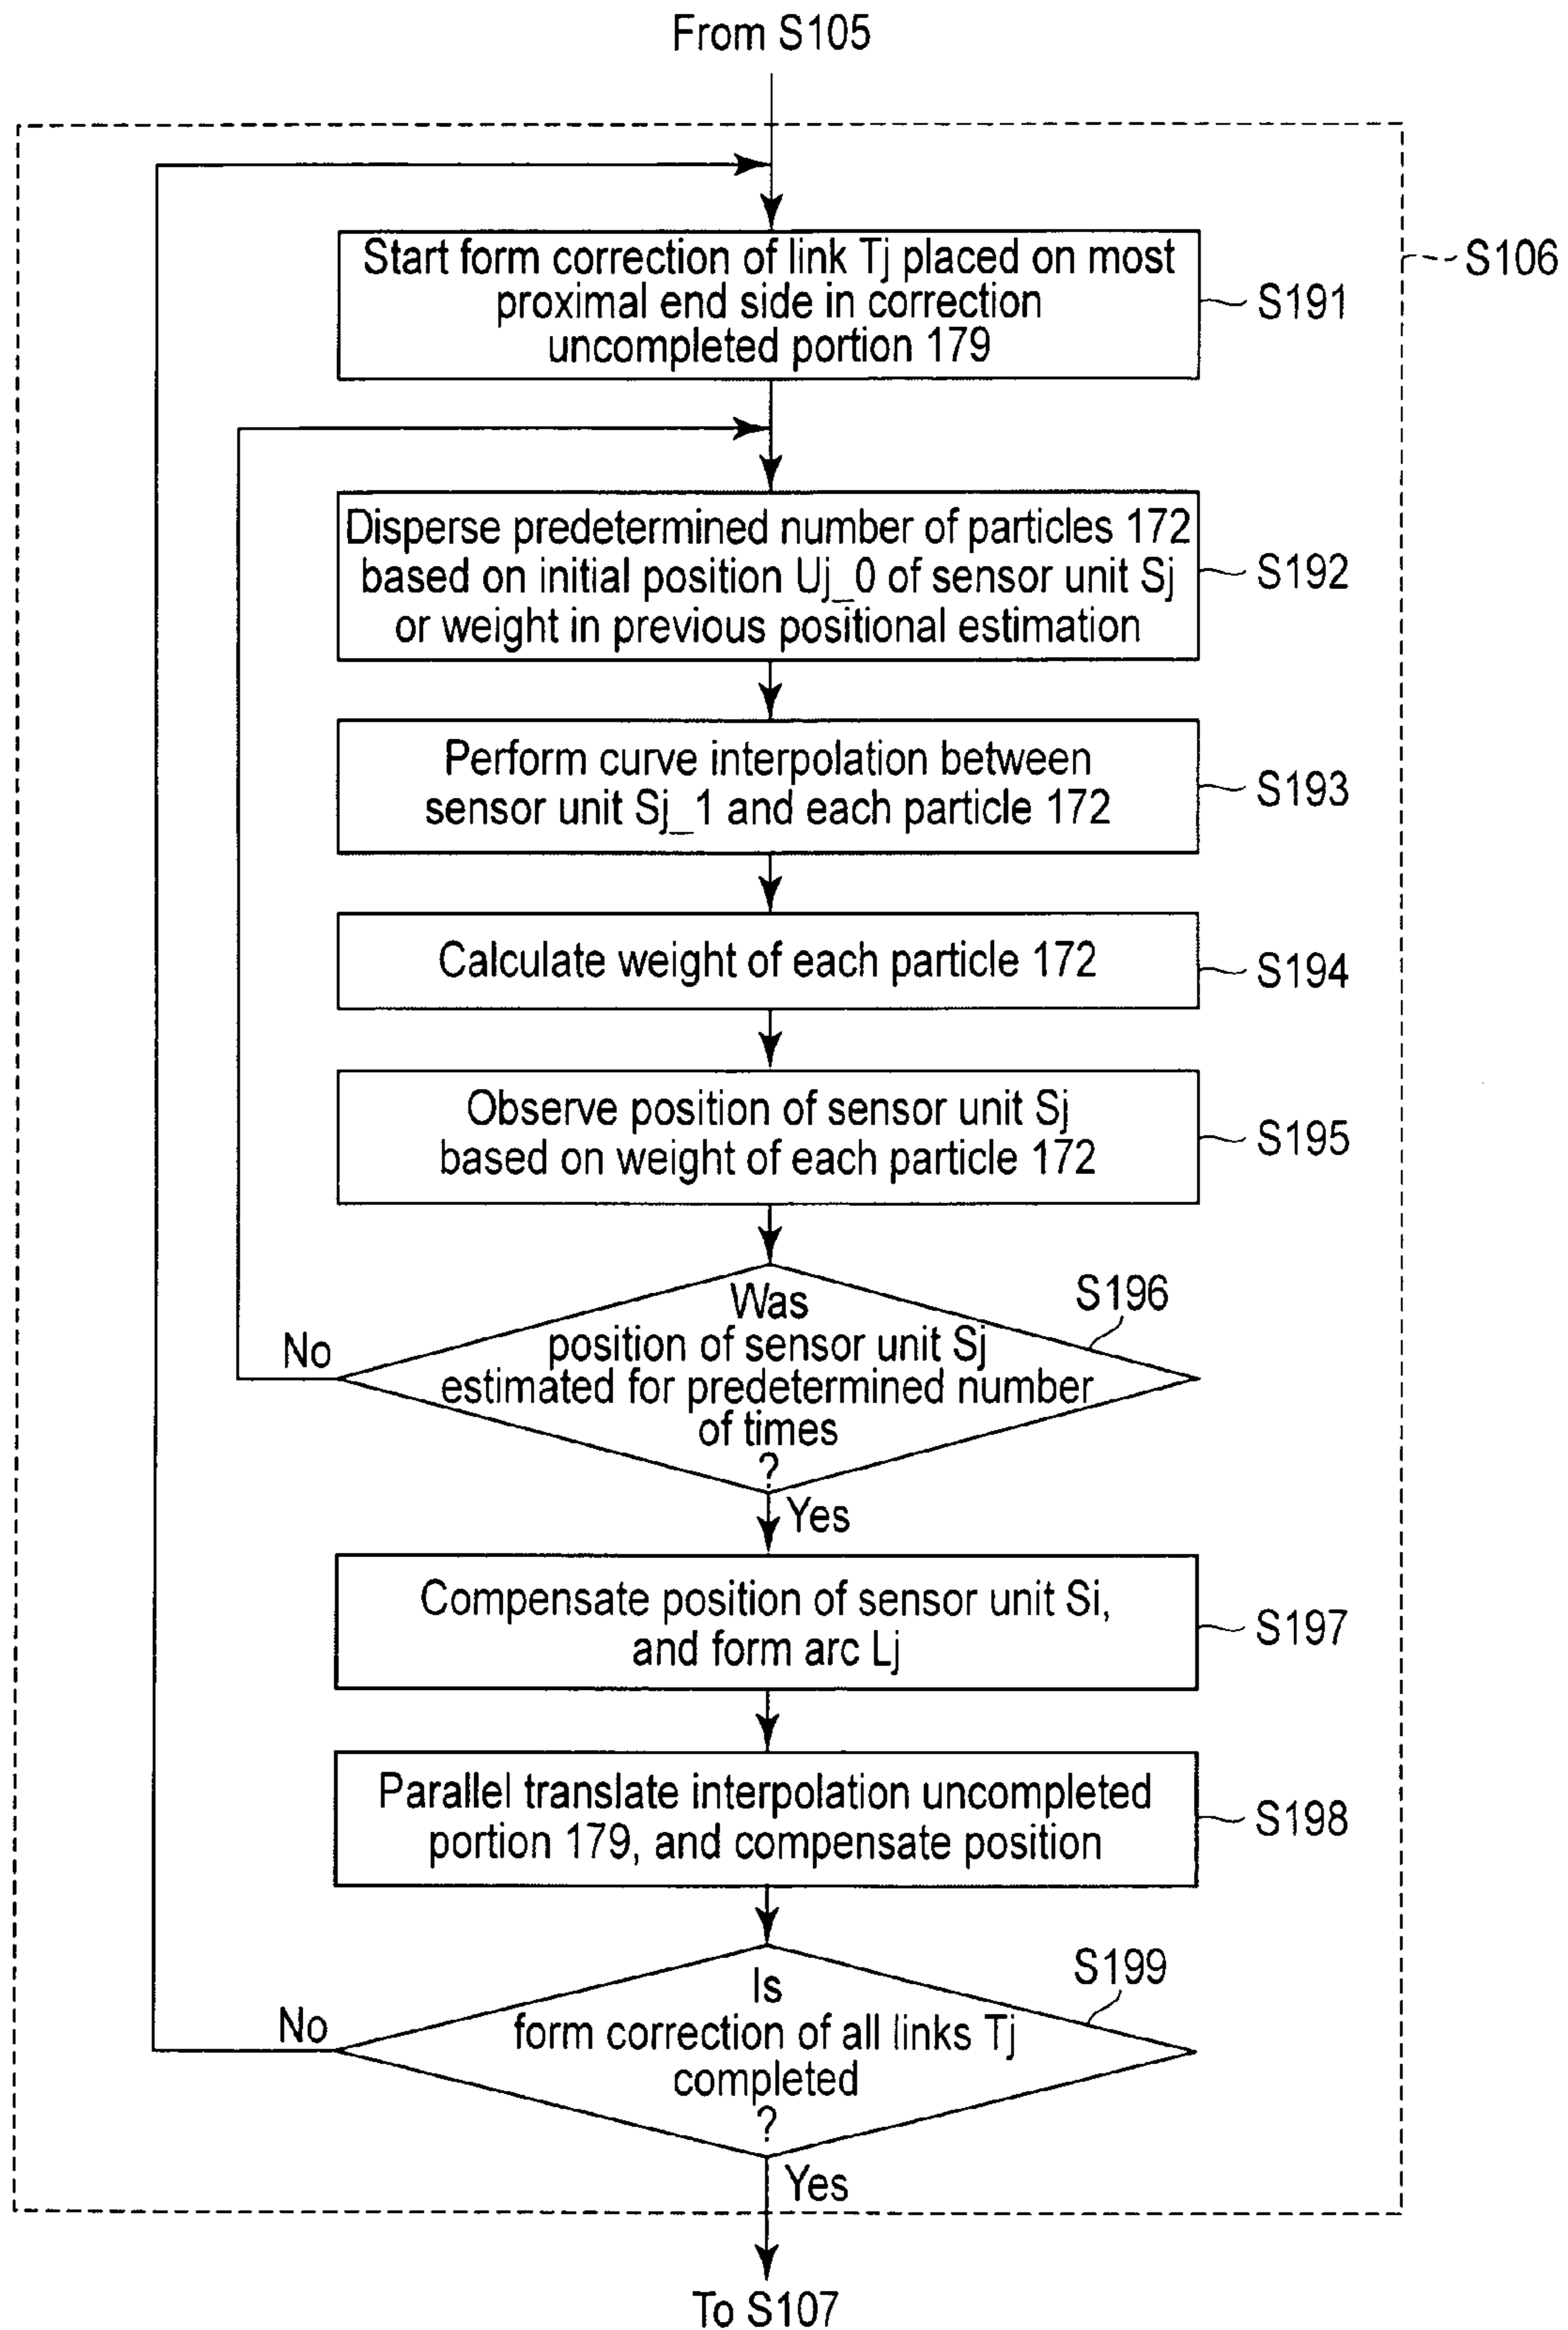 From S105
S106
Start form correction of link Tj placed on most
proximal end side in correction
uncompleted portion 179
S191
Disperse predetermined number of particles 172
based on initial position Uj_0 of sensor unit Sj
or weight in previous positional estimation
S192
Perform curve interpolation between
sensor unit Sj_1 and each particle 172
S193
Calculate weight of each particle 172
S194
Observe position of sensor unit Sj
based on weight of each particle 172
S195
S196
Was
position of sensor unit Sj
estimated for predetermined number
of times
?
No
Yes
Compensate position of sensor unit Si,
and form arc Lj
S197
Parallel translate interpolation uncompleted
portion 179, and compensate position
S198
S199
Is
form correction of all links Tj
completed
?
No
Yes
To S107